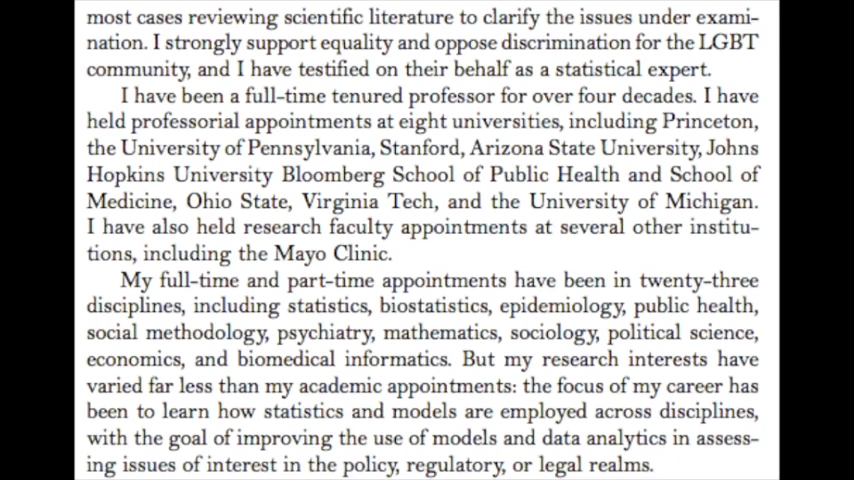 most cases reviewing scientific literature to clarify the issues under exami-
nation. I strongly support equality and oppose discrimination for the LGBT
community, and I have testified on their behalf as a statistical expert.
I have been a full-time tenured professor for over four decades. I have
held professorial appointments at eight universities, including Princeton,
the University of Pennsylvania, Stanford, Arizona State University, Johns
Hopkins University Bloomberg School of Public Health and School of
Medicine, Ohio State, Virginia Tech, and the University of Michigan.
I have also held research faculty appointments at several other institu-
tions, including the Mayo Clinic.
My full-time and part-time appointments have been in twenty-three
disciplines, including statistics, biostatistics, epidemiology, public health,
social methodology, psychiatry, mathematics, sociology, political science,
economics, and biomedical informatics. But my research interests have
varied far less than my academic appointments: the focus of my career has
been to learn how statistics and models are employed across disciplines,
with the goal of improving the use of models and data analytics in assess-
ing issues of interest in the policy, regulatory, or legal realms.